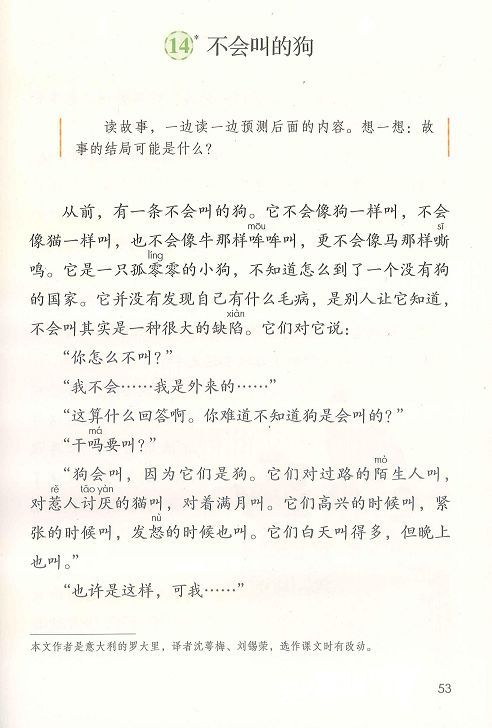 14* 不会叫的狗
读故事，一边读一边预测后面的内容。想一想：故
事的结局可能是什么？
从前，有一条不会叫的狗。它不会像狗一样叫，不会
mōu sī
像猫一样叫，也不会像牛那样哞哞叫，更不会像马那样嘶
líng
鸣。它是一只孤零零的小狗，不知道怎么到了一个没有狗
的国家。它并没有发现自己有什么毛病，是别人让它知道，
xiàn
不会叫其实是一种很大的缺陷。它们对它说：
“你怎么不叫？”
“我不会……我是外来的……”
“这算什么回答啊。你难道不知道狗是会叫的？”
má
“干吗要叫？”
mò
“狗会叫，因为它们是狗。它们对过路的陌生人叫，
rě tǎo yàn
对惹人讨厌的猫叫，对着满月叫。它们高兴的时候叫，紧
nù
张的时候叫，发怒的时候也叫。它们白天叫得多，但晚上
也叫。”
“也许是这样，可我……”
本文作者是意大利的罗大里，译者沈萼梅、刘锡荣，选作课文时有改动。
53